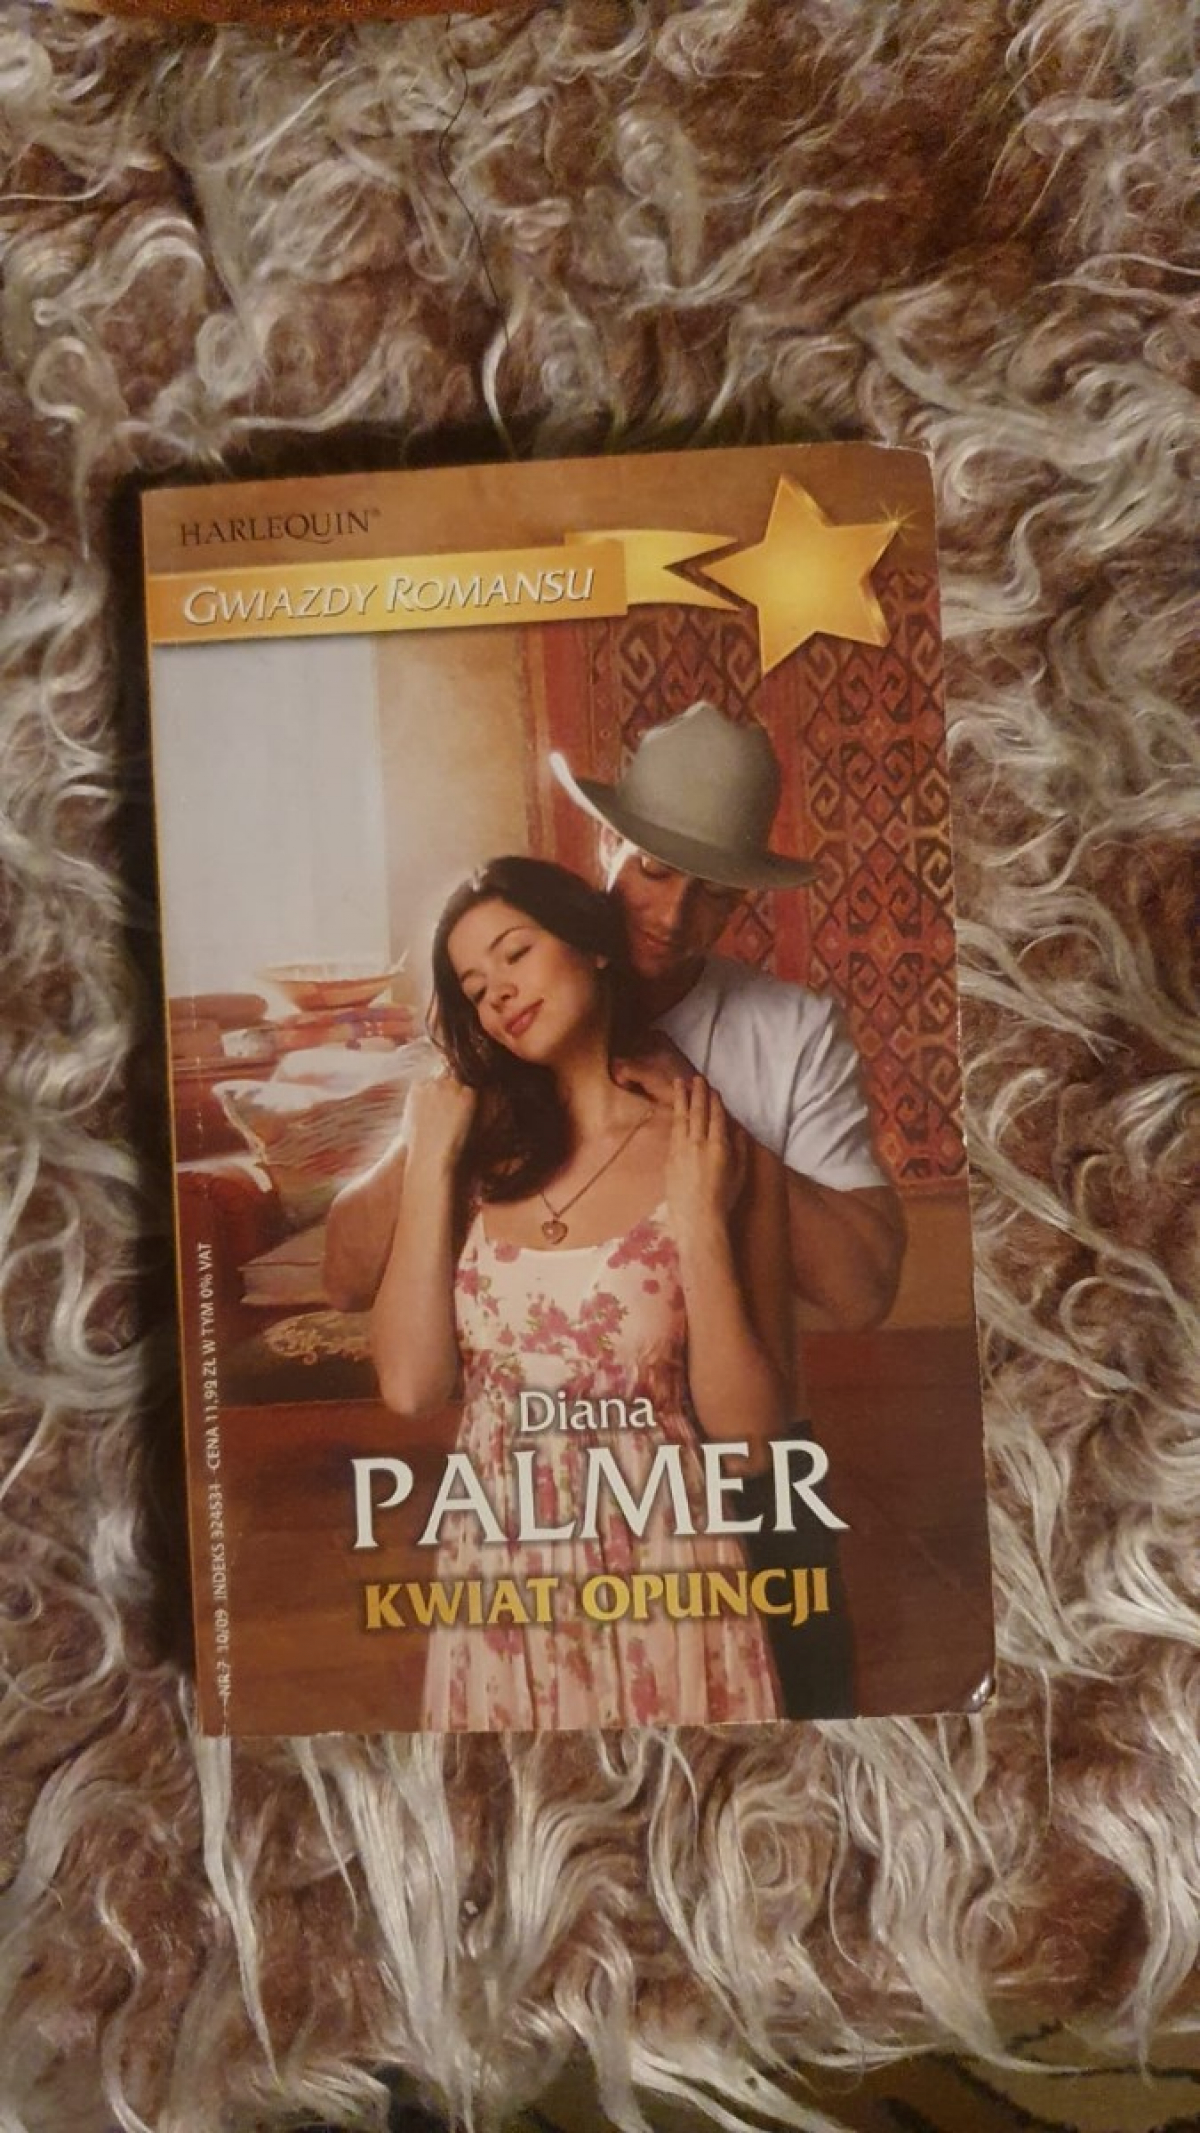 HARLEQUIN®
GWIAZDY ROMANSU
Diana
PALMER
KWIAT OPUNCJI
NR 7 10/09 INDEKS 324531 CENA 11,99 ZŁ W TYM 0% VAT